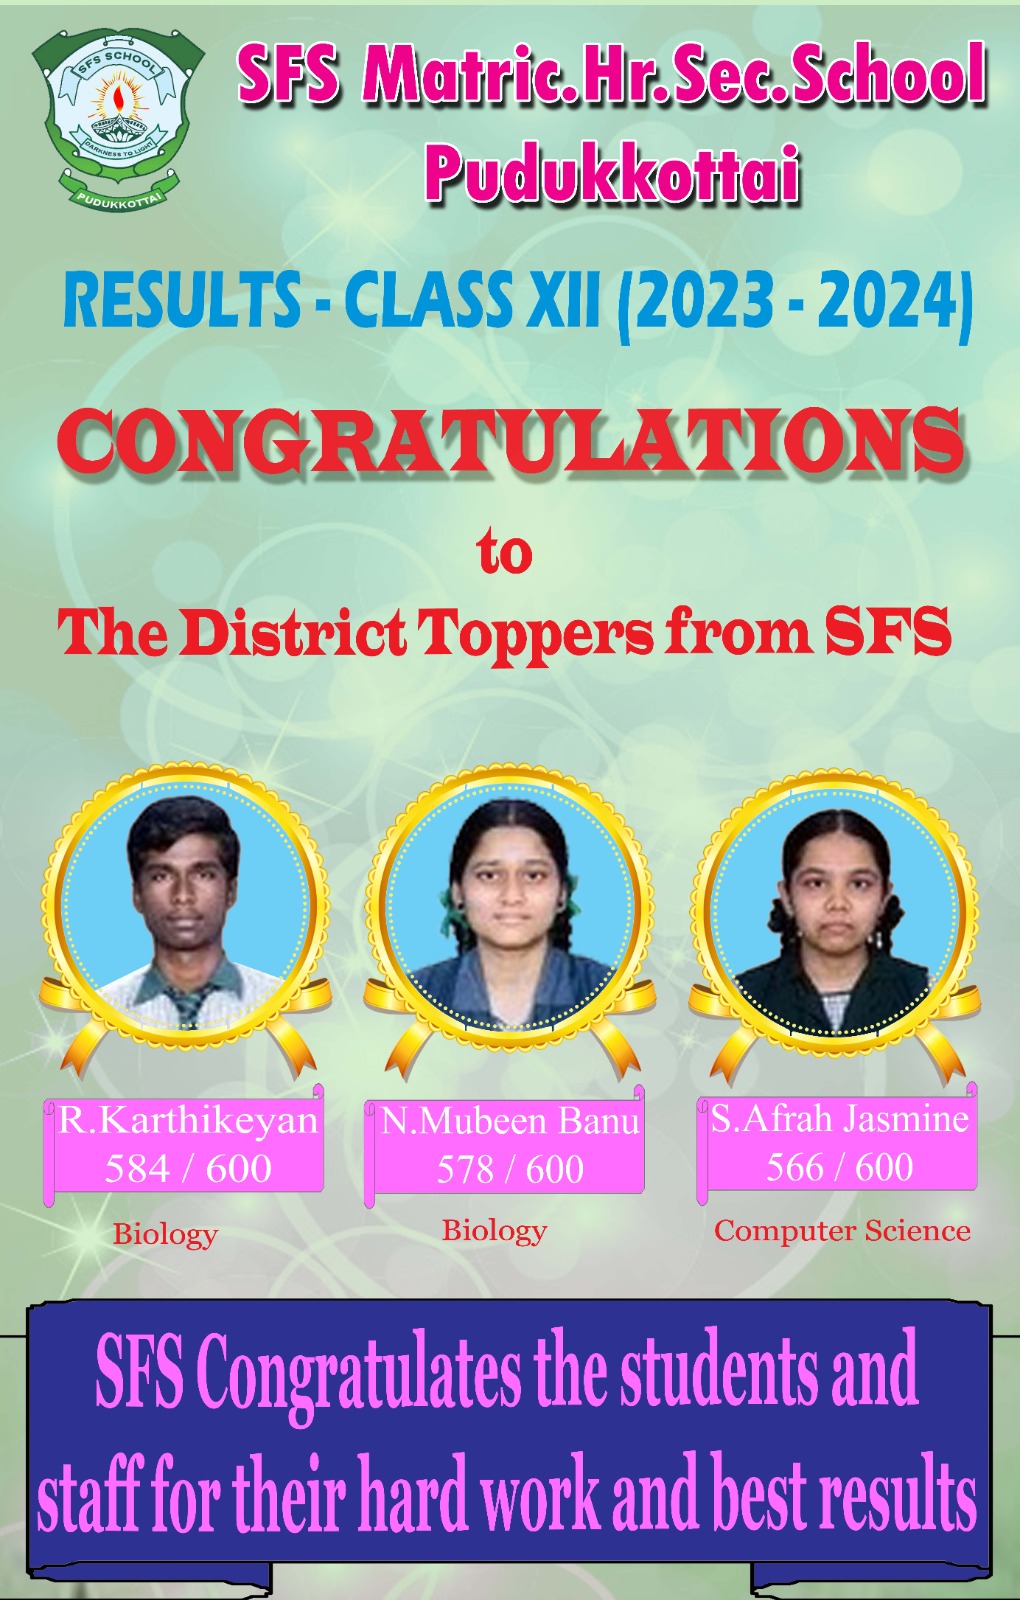 SFS SCHOOL
DARKNESS TO LIGHT
PUDUKKOTTAI
SFS Matric.Hr.Sec.School
Pudukkottai
RESULTS - CLASS XII (2023 - 2024)
CONGRATULATIONS
to
The District Toppers from SFS
R.Karthikeyan
584 / 600
Biology
N.Mubeen Banu
578 / 600
Biology
S.Afrah Jasmine
566 / 600
Computer Science
SFS Congratulates the students and
staff for their hard work and best results